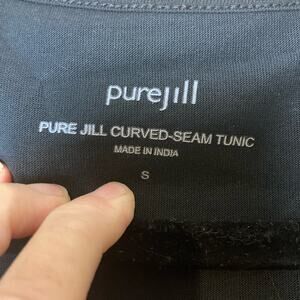 purejill
PURE JILL CURVED-SEAM TUNIC
MADE IN INDIA
S